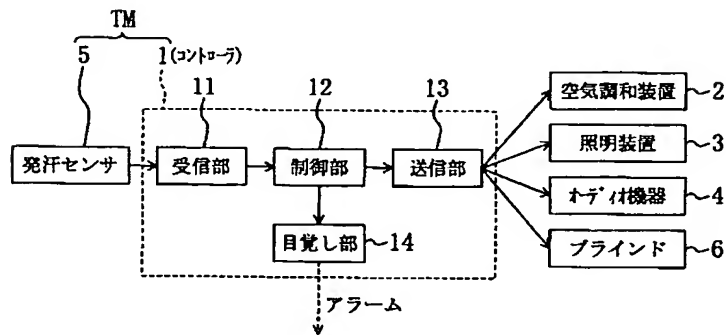 TM
5 1(コントローラ)
11 12 13
発汗センサ 受信部 制御部 送信部
目覚し部 14
アラーム
空気調和装置 2
照明装置 3
オーディオ機器 4
ブラインド 6